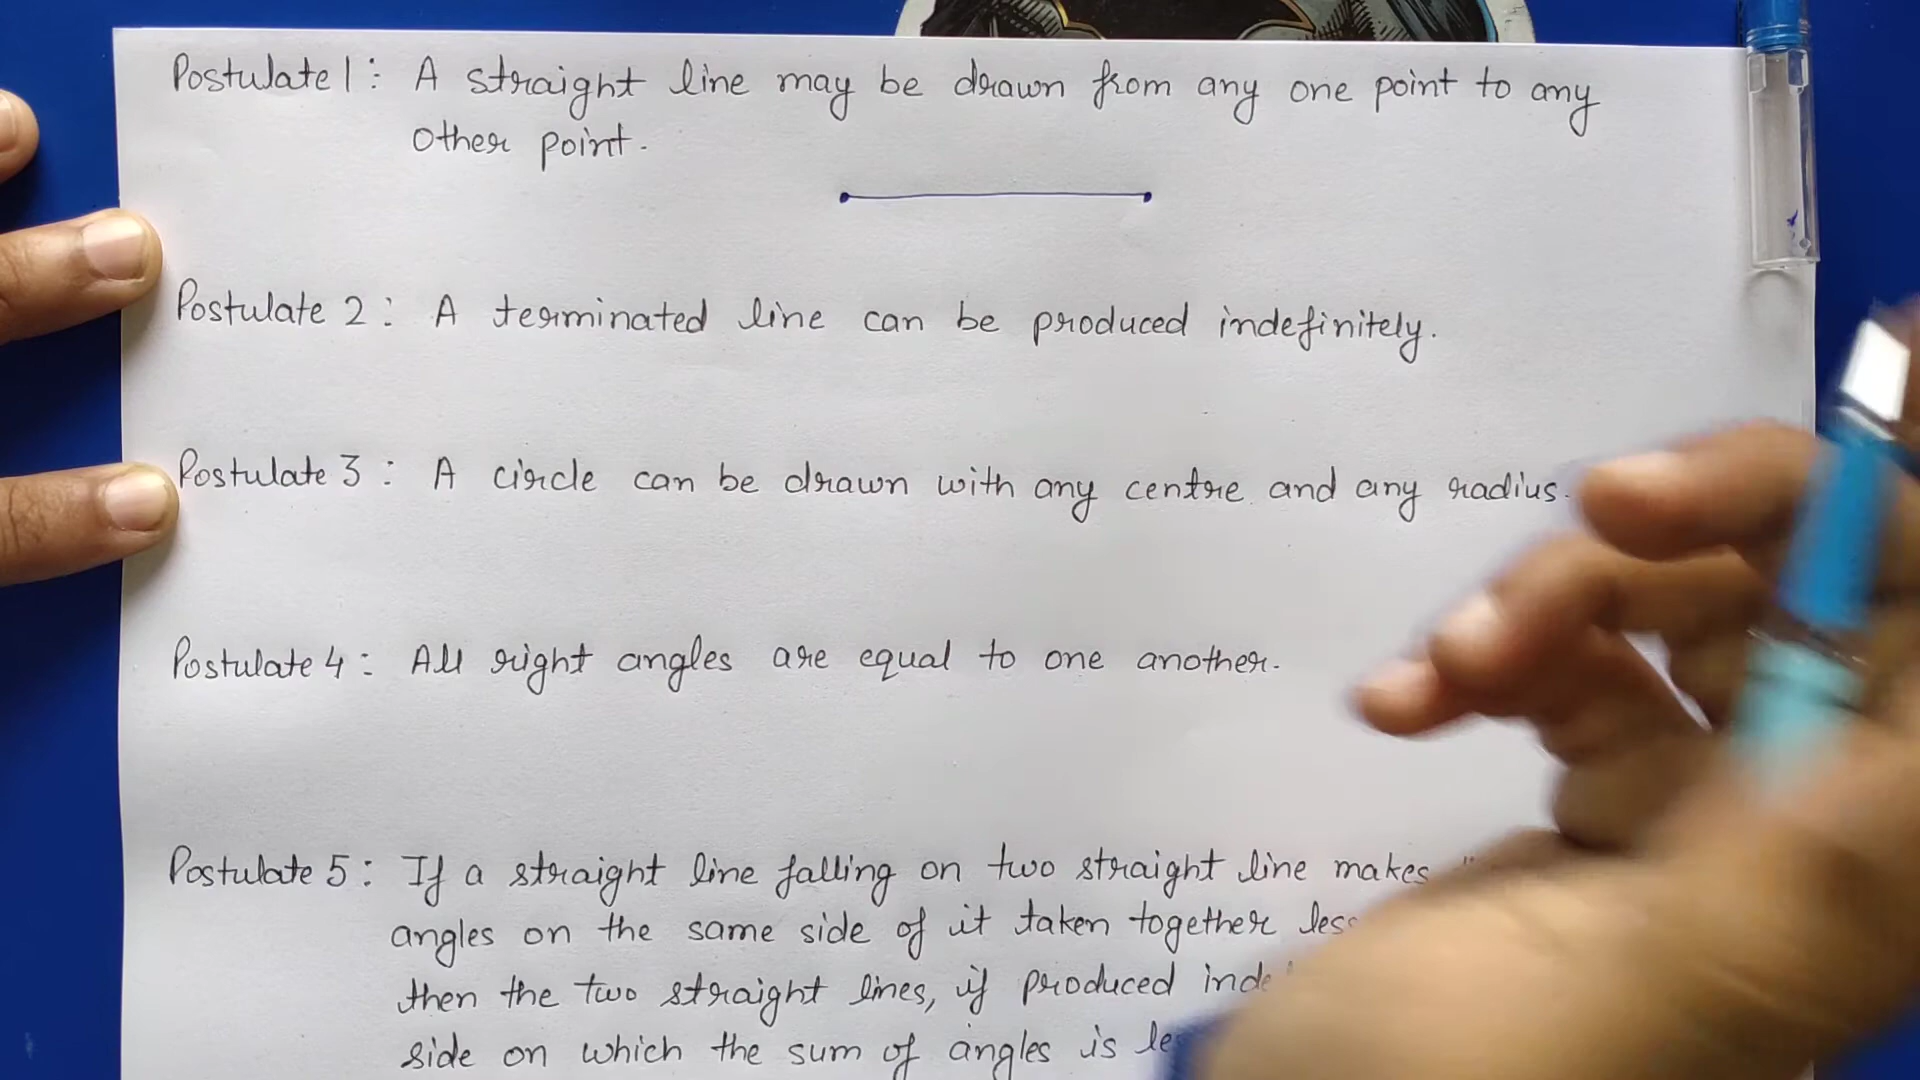 Postulate 1: A straight line may be drawn from any one point to any
other point.
Postulate 2: A terminated line can be produced indefinitely.
Postulate 3: A circle can be drawn with any centre and any radius.
Postulate 4: All right angles are equal to one another.
Postulate 5: If a straight line falling on two straight line makes
angles on the same side of it taken together less
then the two straight lines, if produced
side on which the sum of angles is